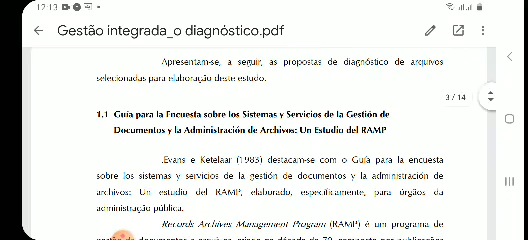 12:13
Gestão integrada_o diagnóstico.pdf
Apresentam-se, a seguir, as propostas de diagnóstico de arquivos
selecionadas para elaboração deste estudo.
3 / 14
1.1 Guía para la Encuesta sobre los Sistemas y Servicios de la Gestión de
Documentos y la Administración de Archivos: Un Estudio del RAMP
.Evans e Ketelaar (1983) destacam-se com o Guía para la encuesta
sobre los sistemas y servicios de la gestión de documentos y la administración de
archivos: Un estudio del RAMP, elaborado, especificamente, para órgãos da
administração pública.
Records Archives Management Program (RAMP) é um programa de